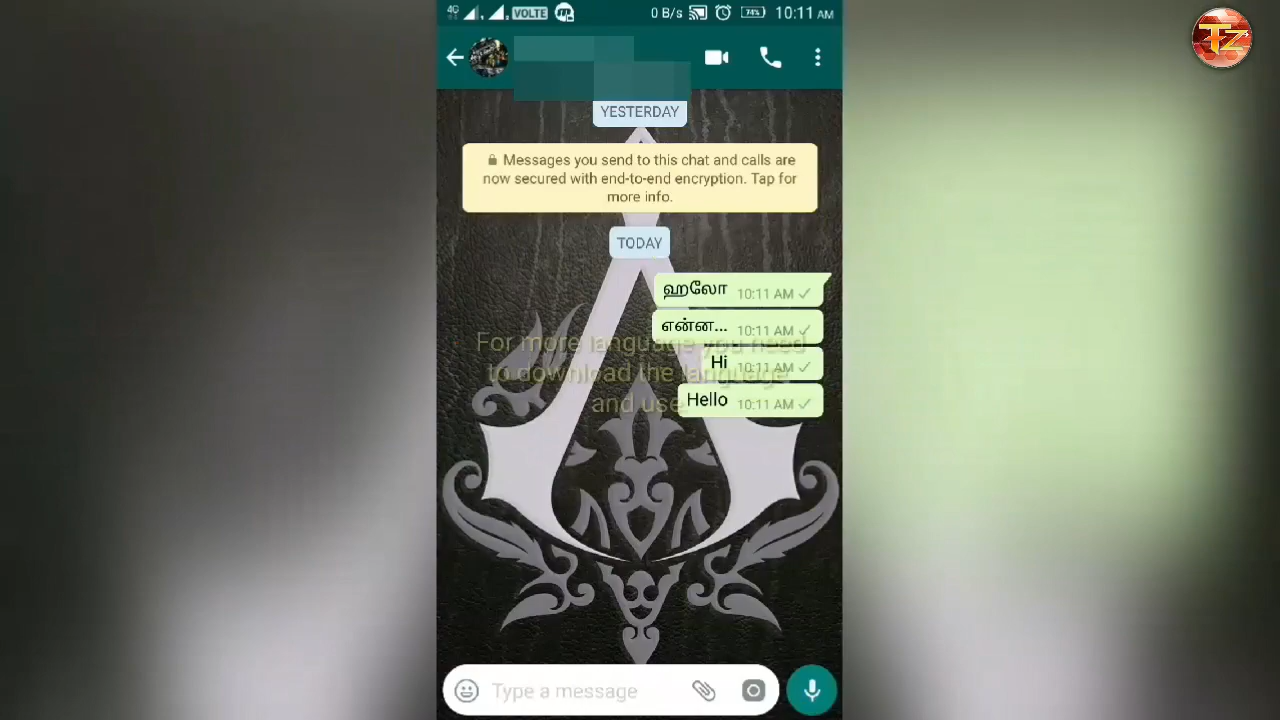 4G VOLTE 0 B/s 74% 10:11 AM
TZ
YESTERDAY
Messages you send to this chat and calls are
now secured with end-to-end encryption. Tap for
more info.
TODAY
ஹலோ 10:11 AM
என்ன... 10:11 AM
For more language you need
to download the language
and use
Hi 10:11 AM
Hello 10:11 AM
Type a message